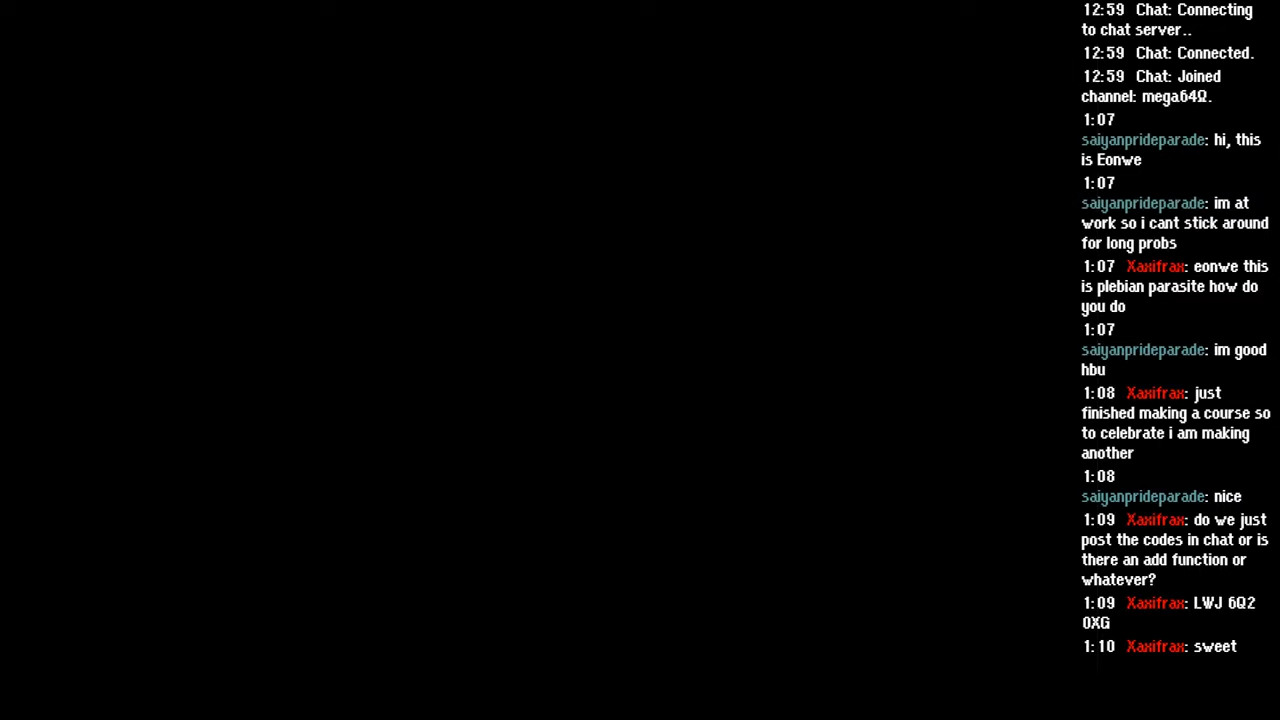 12:59 Chat: Connecting
to chat server..
12:59 Chat: Connected.
12:59 Chat: Joined
channel: mega64Ω.
1:07
saiyanprideparade: hi, this
is Eonwe
1:07
saiyanprideparade: im at
work so i cant stick around
for long probs
1:07 Xaxifrax: eonwe this
is plebian parasite how do
you do
1:07
saiyanprideparade: im good
hbu
1:08 Xaxifrax: just
finished making a course so
to celebrate i am making
another
1:08
saiyanprideparade: nice
1:09 Xaxifrax: do we just
post the codes in chat or is
there an add function or
whatever?
1:09 Xaxifrax: LWJ 6Q2
0XG
1:10 Xaxifrax: sweet